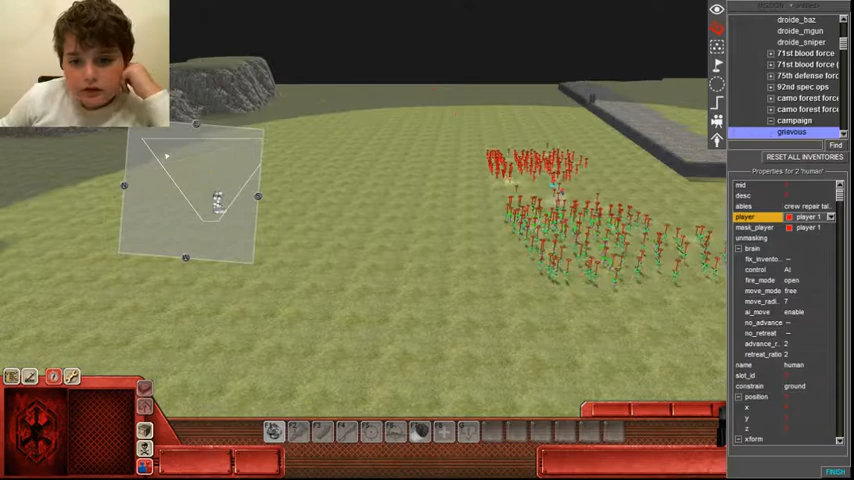 droide_baz
droide_mgun
droide_sniper
71st blood force
71st blood force (
75th defense force
92nd spec ops
camo forest force
camo forest force
campaign
grievous
Find
RESET ALL INVENTORIES
Properties for 2 'human'
mid
desc
ables crew repair tal..
player player 1
mask_player player 1
unmasking
brain
fix_invento.. --
control AI
fire_mode open
move_mode free
move_radi.. 7
ai_move enable
no_advance --
no_retreat --
advance_r.. 2
retreat_ratio 2
name human
slot_id
constrain ground
position
x
y
z
xform
FINISH